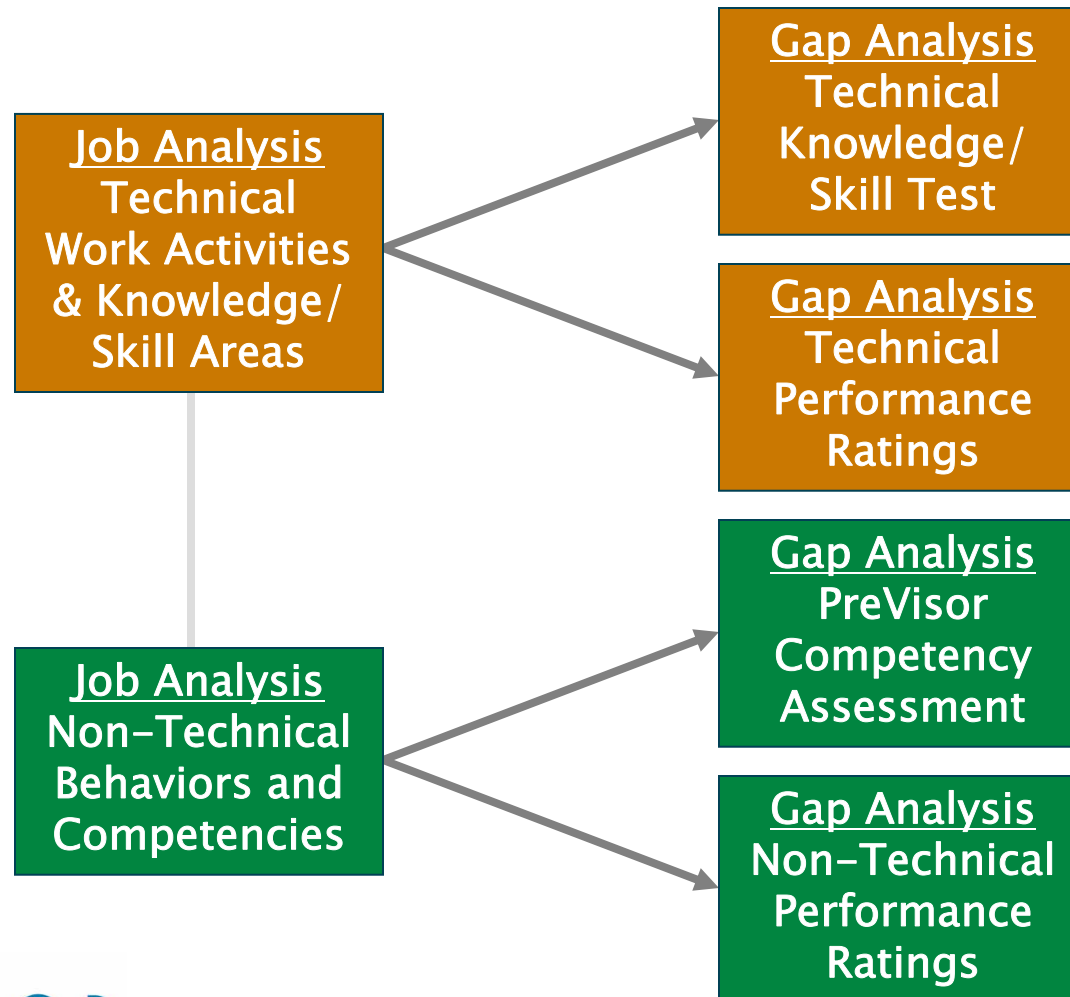 Job Analysis
Technical
Work Activities
& Knowledge/
Skill Areas
Job Analysis
Non-Technical
Behaviors and
Competencies
Gap Analysis
Technical
Knowledge/
Skill Test
Gap Analysis
Technical
Performance
Ratings
Gap Analysis
PreVisor
Competency
Assessment
Gap Analysis
Non-Technical
Performance
Ratings